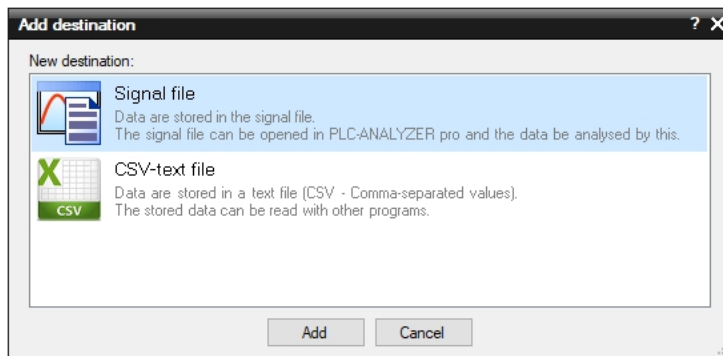 Add destination ? X
New destination:
Signal file
Data are stored in the signal file.
The signal file can be opened in PLC-ANALYZER pro and the data be analysed by this.
X
CSV
CSV-text file
Data are stored in a text file (CSV - Comma-separated values).
The stored data can be read with other programs.
Add Cancel